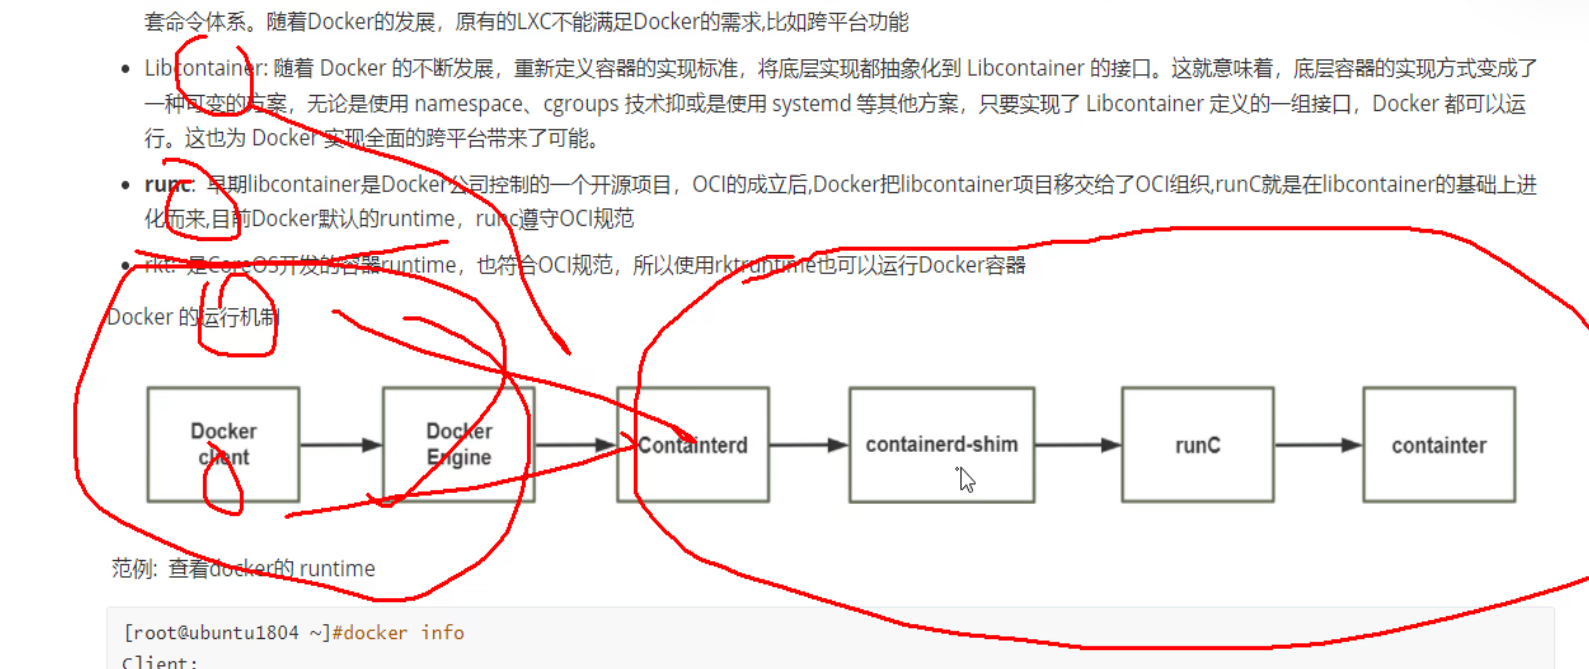 套命令体系。随着Docker的发展，原有的LXC不能满足Docker的需求,比如跨平台功能
Libcontainer: 随着 Docker 的不断发展，重新定义容器的实现标准，将底层实现都抽象化到 Libcontainer 的接口。这就意味着，底层容器的实现方式变成了
一种可变的方案，无论是使用 namespace、cgroups 技术抑或是使用 systemd 等其他方案，只要实现了 Libcontainer 定义的一组接口，Docker 都可以运
行。这也为 Docker 实现全面的跨平台带来了可能。
runc: 早期libcontainer是Docker公司控制的一个开源项目，OCI的成立后,Docker把libcontainer项目移交给了OCI组织,runC就是在libcontainer的基础上进
化而来,目前Docker默认的runtime，runc遵守OCI规范
rkt: 是CoreOS开发的容器runtime，也符合OCI规范，所以使用rktruntime也可以运行Docker容器
Docker 的运行机制
Docker
client
Docker
Engine
Containterd
containerd-shim
runC
containter
范例: 查看docker的 runtime
[root@ubuntu1804 ~]#docker info
Client: